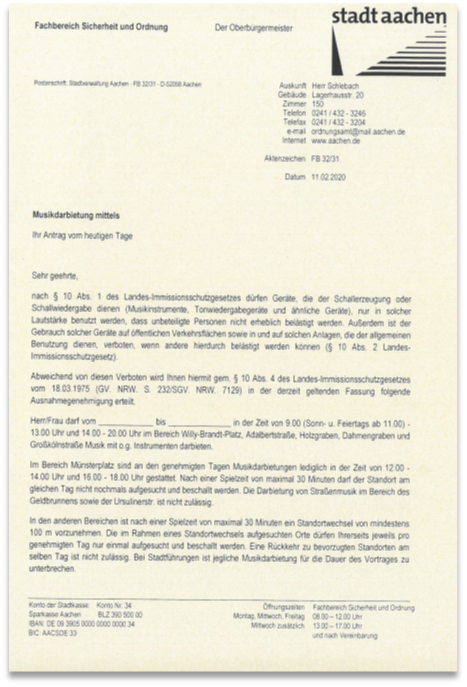 Fachbereich Sicherheit und Ordnung
Der Oberbürgermeister
stadt aachen
Postanschrift: Stadtverwaltung Aachen · FB 32/31 · D-52058 Aachen
Auskunft Herr Schlebach
Gebäude Lagerhausstr. 20
Zimmer 150
Telefon 0241 / 432 - 3246
Telefax 0241 / 432 - 3204
e-mail ordnungsamt@mail.aachen.de
Internet www.aachen.de
Aktenzeichen FB 32/31
Datum 11.02.2020
Musikdarbietung mittels
Ihr Antrag vom heutigen Tage
Sehr geehrte,
nach § 10 Abs. 1 des Landes-Immissionsschutzgesetzes dürfen Geräte, die der Schallerzeugung oder
Schallwiedergabe dienen (Musikinstrumente, Tonwiedergabegeräte und ähnliche Geräte), nur in solcher
Lautstärke benutzt werden, dass unbeteiligte Personen nicht erheblich belästigt werden. Außerdem ist der
Gebrauch solcher Geräte auf öffentlichen Verkehrsflächen sowie in und auf solchen Anlagen, die der allgemeinen
Benutzung dienen, verboten, wenn andere hierdurch belästigt werden können (§ 10 Abs. 2 Landes-
Immissionsschutzgesetz).
Abweichend von diesen Verboten wird Ihnen hiermit gem. § 10 Abs. 4 des Landes-Immissionsschutzgesetzes
vom 18.03.1975 (GV. NRW. S. 232/SGV. NRW. 7129) in der derzeit geltenden Fassung folgende
Ausnahmegenehmigung erteilt.
Herr/Frau darf vom ____________ bis ____________ in der Zeit von 9.00 (Sonn- u. Feiertags ab 11.00) -
13.00 Uhr und 14.00 - 20.00 Uhr im Bereich Willy-Brandt-Platz, Adalbertstraße, Holzgraben, Dahmengraben und
Großkölnstraße Musik mit o.g. Instrumenten darbieten.
Im Bereich Münsterplatz sind an den genehmigten Tagen Musikdarbietungen lediglich in der Zeit von 12.00 -
14.00 Uhr und 16.00 - 18.00 Uhr gestattet. Nach einer Spielzeit von maximal 30 Minuten darf der Standort am
gleichen Tag nicht nochmals aufgesucht und beschallt werden. Die Darbietung von Straßenmusik im Bereich des
Geldbrunnens sowie der Ursulinerstr. ist nicht zulässig.
In den anderen Bereichen ist nach einer Spielzeit von maximal 30 Minuten ein Standortwechsel von mindestens
100 m vorzunehmen. Die im Rahmen eines Standortwechsels aufgesuchten Orte dürfen Ihrerseits jeweils pro
genehmigten Tag nur einmal aufgesucht und beschallt werden. Eine Rückkehr zu bevorzugten Standorten am
selben Tag ist nicht zulässig. Bei Stadtführungen ist jegliche Musikdarbietung für die Dauer des Vortrages zu
unterbrechen.
Konto der Stadtkasse: Konto Nr. 34
Sparkasse Aachen BLZ 390 500 00
IBAN: DE 09 3905 0000 0000 0000 34
BIC: AACSDE 33
Öffnungszeiten Fachbereich Sicherheit und Ordnung
Montag, Mittwoch, Freitag 08.00 – 12.00 Uhr
Mittwoch zusätzlich 13.00 – 17.00 Uhr
und nach Vereinbarung